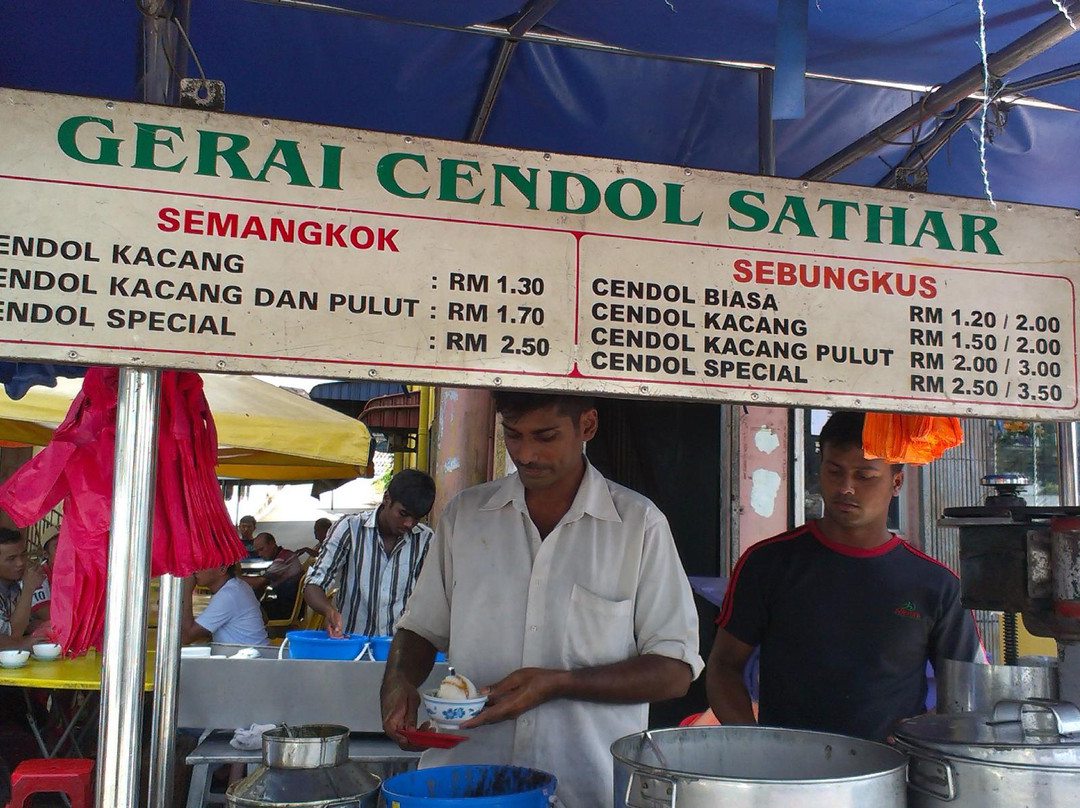 GERAI CENDOL SATHAR
SEMANGKOK
ENDOL KACANG : RM 1.30
ENDOL KACANG DAN PULUT : RM 1.70
ENDOL SPECIAL : RM 2.50
SEBUNGKUS
CENDOL BIASA RM 1.20 / 2.00
CENDOL KACANG RM 1.50 / 2.00
CENDOL KACANG PULUT RM 2.00 / 3.00
CENDOL SPECIAL RM 2.50 / 3.50
10